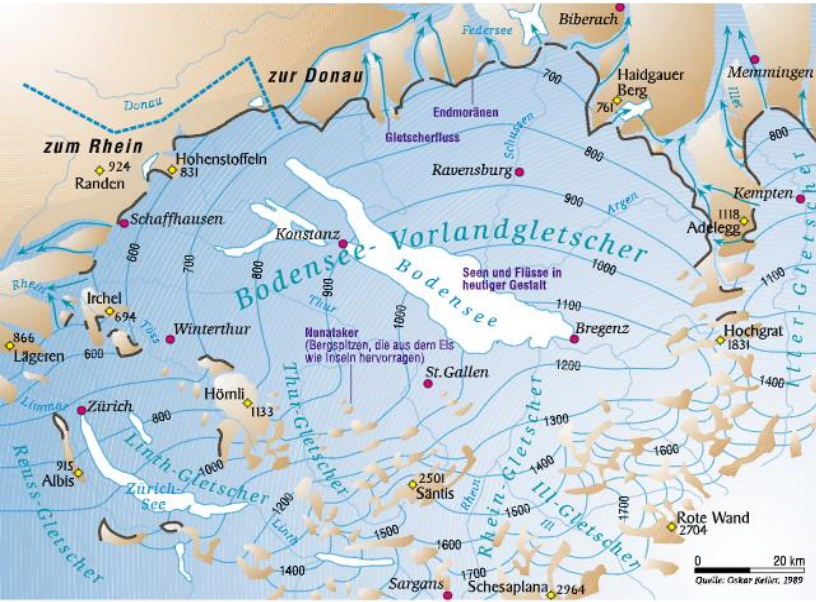 Biberach
Federsee
zur Donau
Memmingen
700
Haidgauer
Berg
761
Iller
Donau
Endmoränen
Gletscherfluss
Schussen
800
800
zum Rhein
924
Randen
Hohenstoffeln
831
Ravensburg
900
Argen
Kempten
1118
Adelegg
Schaffhausen
Konstanz
Bodensee-Vorlandgletscher
600
700
800
900
1000
1000
1100
1100
Bodensee
Seen und Flüsse in
heutiger Gestalt
Rhein
Irchel
694
Töss
Thur
Winterthur
866
Lägeren
600
Nunataker
(Bergspitzen, die aus dem Eis
wie Inseln hervorragen)
Bregenz
1200
Hochgrat
1831
Iller-Gletscher
1400
St.Gallen
Hörnli
1133
Thur-Gletscher
Limmat
Zürich
800
1300
Linth-Gletscher
1000
915
Albis
Reuss-Gletscher
Zürich-
See
1200
Linth
2501
Säntis
Rhein
Rhein-Gletscher
1400
1500
Ill
Ill-Gletscher
1600
1700
Rote Wand
2704
1500
1600
1400
1700
Sargans
Schesaplana
2964
0
20 km
Quelle: Oskar Keller, 1989